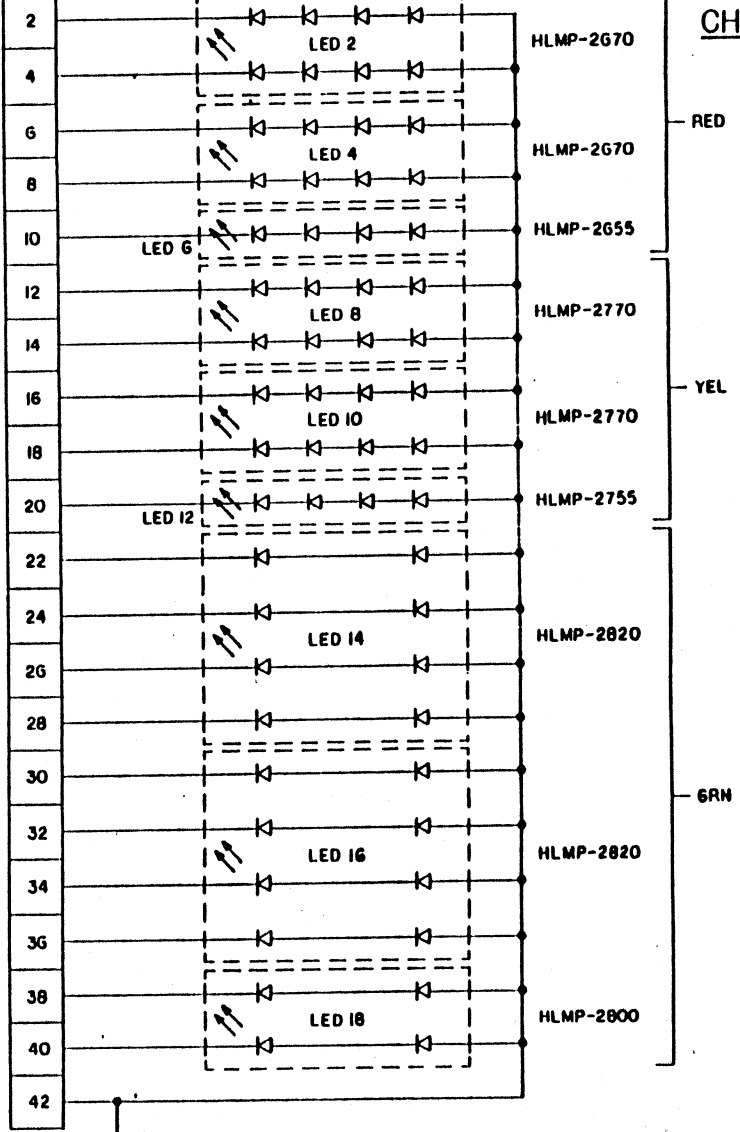 CH
2
LED 2
HLMP-2670
4
RED
6
LED 4
HLMP-2670
8
10
LED 6
HLMP-2655
12
LED 8
HLMP-2770
14
16
LED 10
HLMP-2770
YEL
18
20
LED 12
HLMP-2755
22
24
LED 14
HLMP-2820
26
28
30
GRN
32
LED 16
HLMP-2820
34
36
38
LED 18
HLMP-2800
40
42